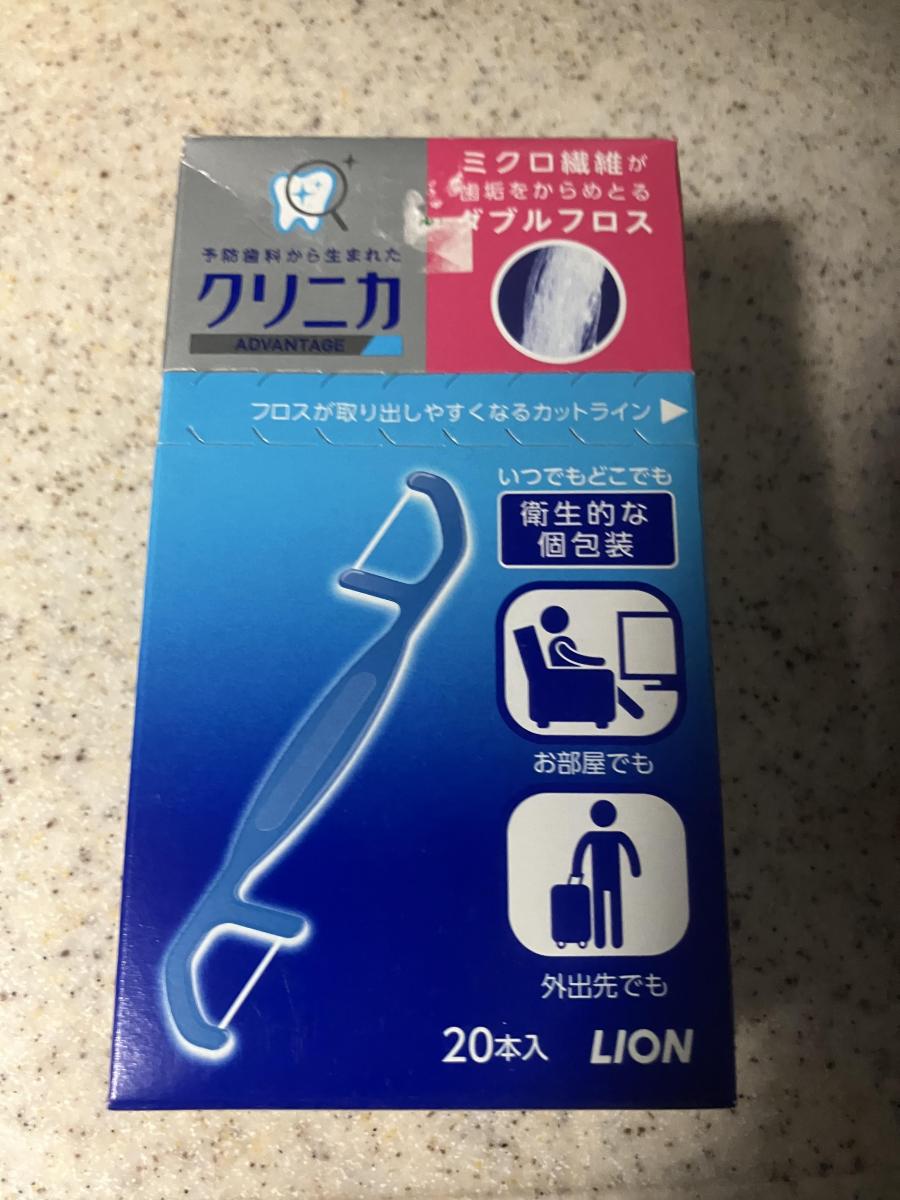 予防歯科から生まれた
クリニカ
ADVANTAGE
ミクロ繊維が
歯垢をからめとる
ダブルフロス
フロスが取り出しやすくなるカットライン
いつでもどこでも
衛生的な
個包装
お部屋でも
外出先でも
20本入
LION